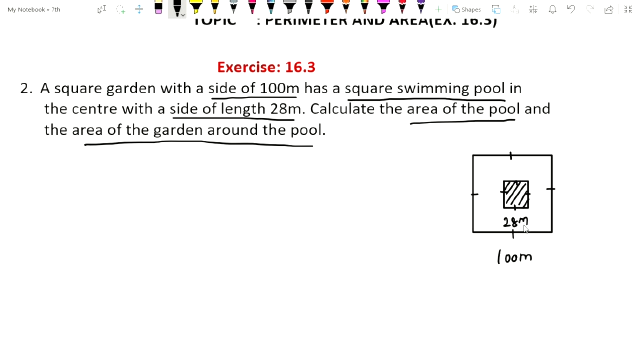 My Notebook › 7th
Shapes
TOPIC : PERIMETER AND AREA(EX. 16.3)
Exercise: 16.3
2. A square garden with a side of 100m has a square swimming pool in
the centre with a side of length 28m. Calculate the area of the pool and
the area of the garden around the pool.
28m
100m